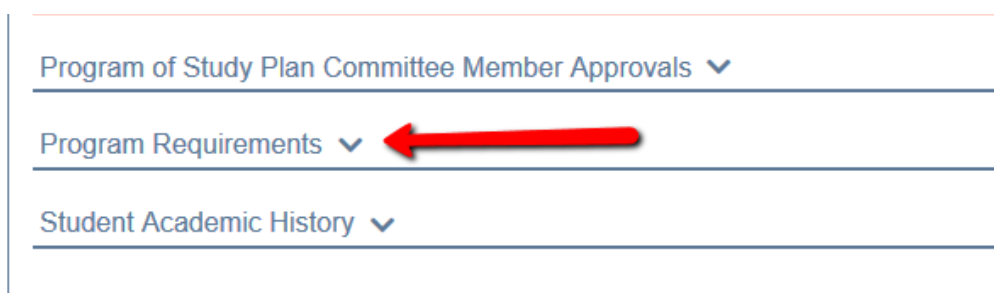 Program of Study Plan Committee Member Approvals
Program Requirements
Student Academic History